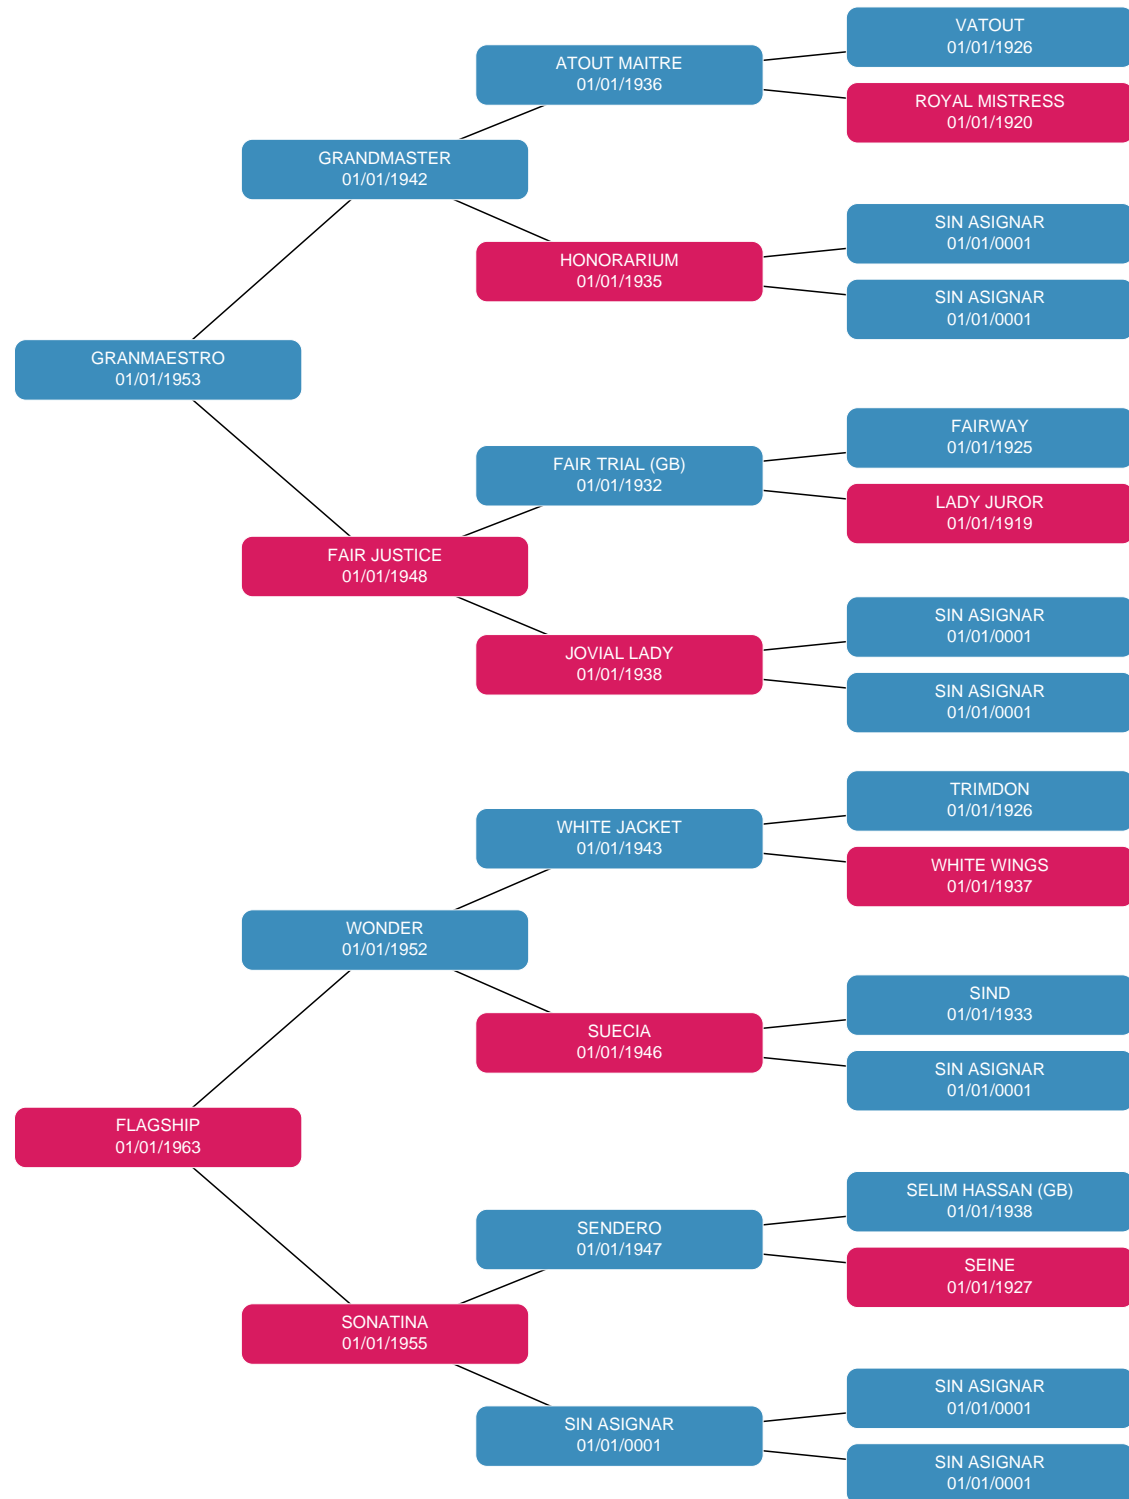 VATOUT
01/01/1926
ATOUT MAITRE
01/01/1936
ROYAL MISTRESS
01/01/1920
GRANDMASTER
01/01/1942
SIN ASIGNAR
01/01/0001
HONORARIUM
01/01/1935
SIN ASIGNAR
01/01/0001
GRANMAESTRO
01/01/1953
FAIRWAY
01/01/1925
FAIR TRIAL (GB)
01/01/1932
LADY JUROR
01/01/1919
FAIR JUSTICE
01/01/1948
SIN ASIGNAR
01/01/0001
JOVIAL LADY
01/01/1938
SIN ASIGNAR
01/01/0001
TRIMDON
01/01/1926
WHITE JACKET
01/01/1943
WHITE WINGS
01/01/1937
WONDER
01/01/1952
SIND
01/01/1933
SUECIA
01/01/1946
SIN ASIGNAR
01/01/0001
FLAGSHIP
01/01/1963
SELIM HASSAN (GB)
01/01/1938
SENDERO
01/01/1947
SEINE
01/01/1927
SONATINA
01/01/1955
SIN ASIGNAR
01/01/0001
SIN ASIGNAR
01/01/0001
SIN ASIGNAR
01/01/0001